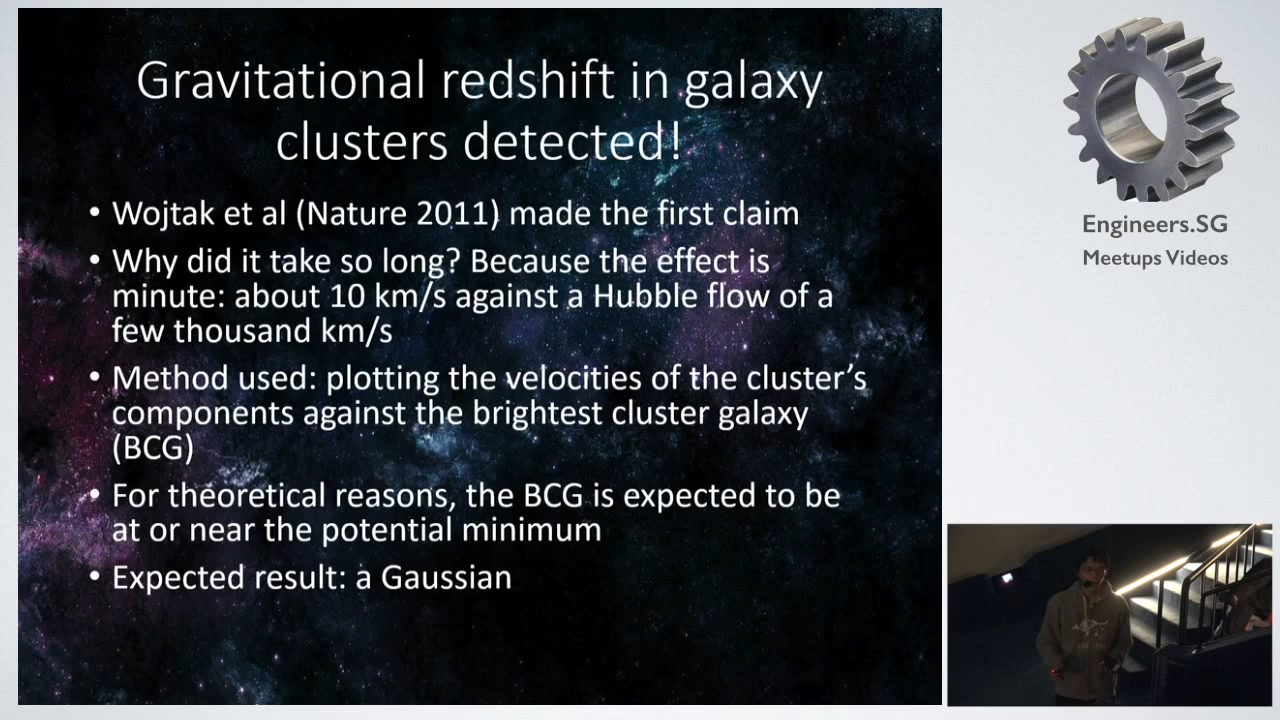 Gravitational redshift in galaxy
clusters detected!
• Wojtak et al (Nature 2011) made the first claim
• Why did it take so long? Because the effect is
minute: about 10 km/s against a Hubble flow of a
few thousand km/s
• Method used: plotting the velocities of the cluster’s
components against the brightest cluster galaxy
(BCG)
• For theoretical reasons, the BCG is expected to be
at or near the potential minimum
• Expected result: a Gaussian
Engineers.SG
Meetups Videos